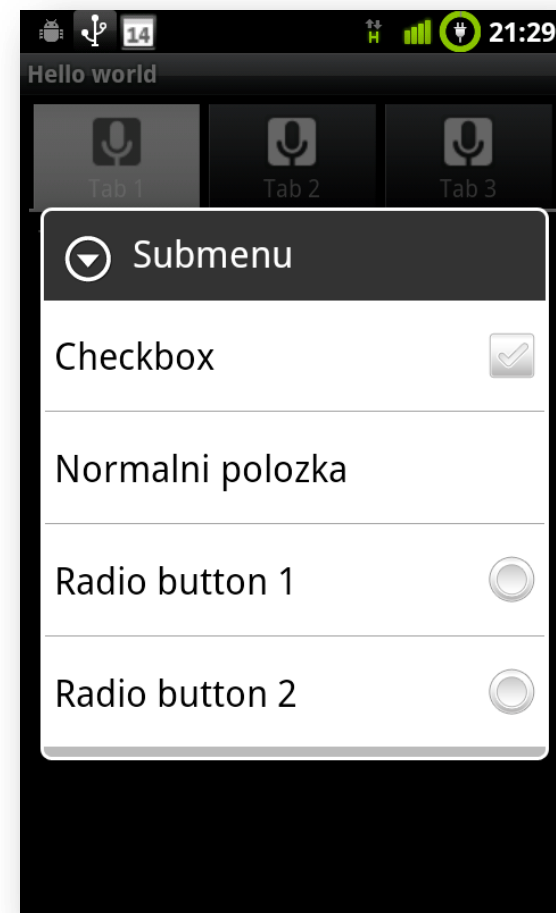 14
H
21:29
Hello world
Tab 1
Tab 2
Tab 3
Submenu
Checkbox
Normalni polozka
Radio button 1
Radio button 2